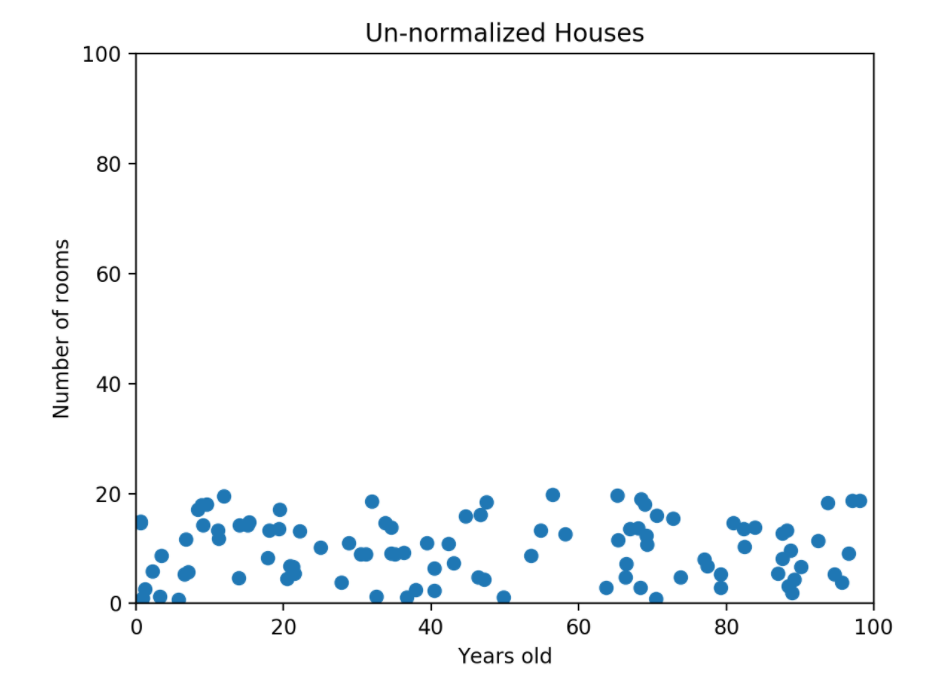 Un-normalized Houses
100
80
60
40
20
0
Number of rooms
0 20 40 60 80 100
Years old